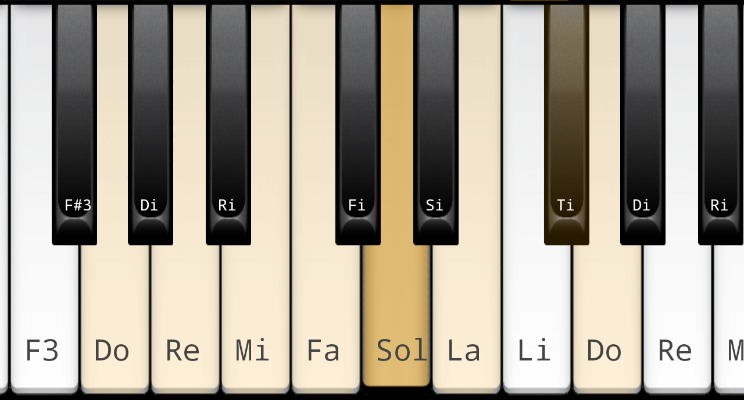 F#3 Di Ri Fi Si Ti Di Ri
F3 Do Re Mi Fa Sol La Li Do Re M